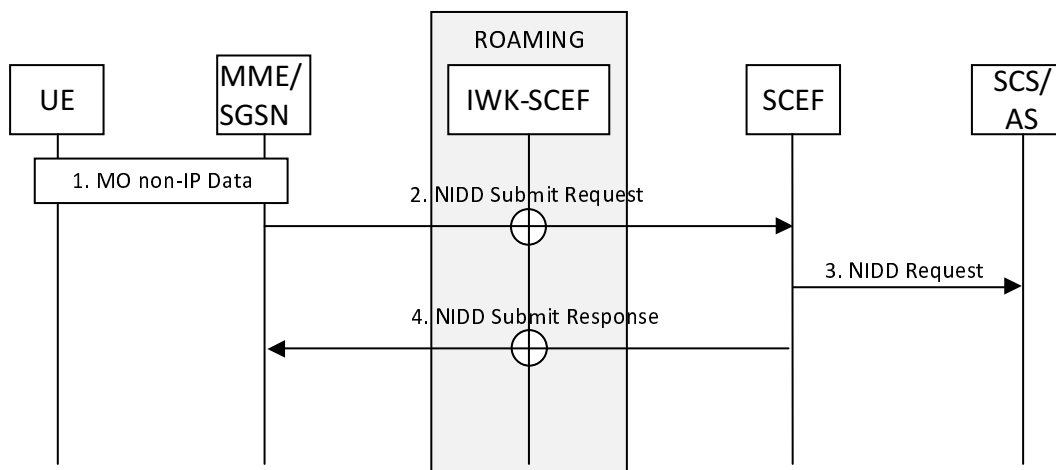 ROAMING
UE
MME/
SGSN
IWK-SCEF
SCEF
SCS/
AS
1. MO non-IP Data
2. NIDD Submit Request
3. NIDD Request
4. NIDD Submit Response